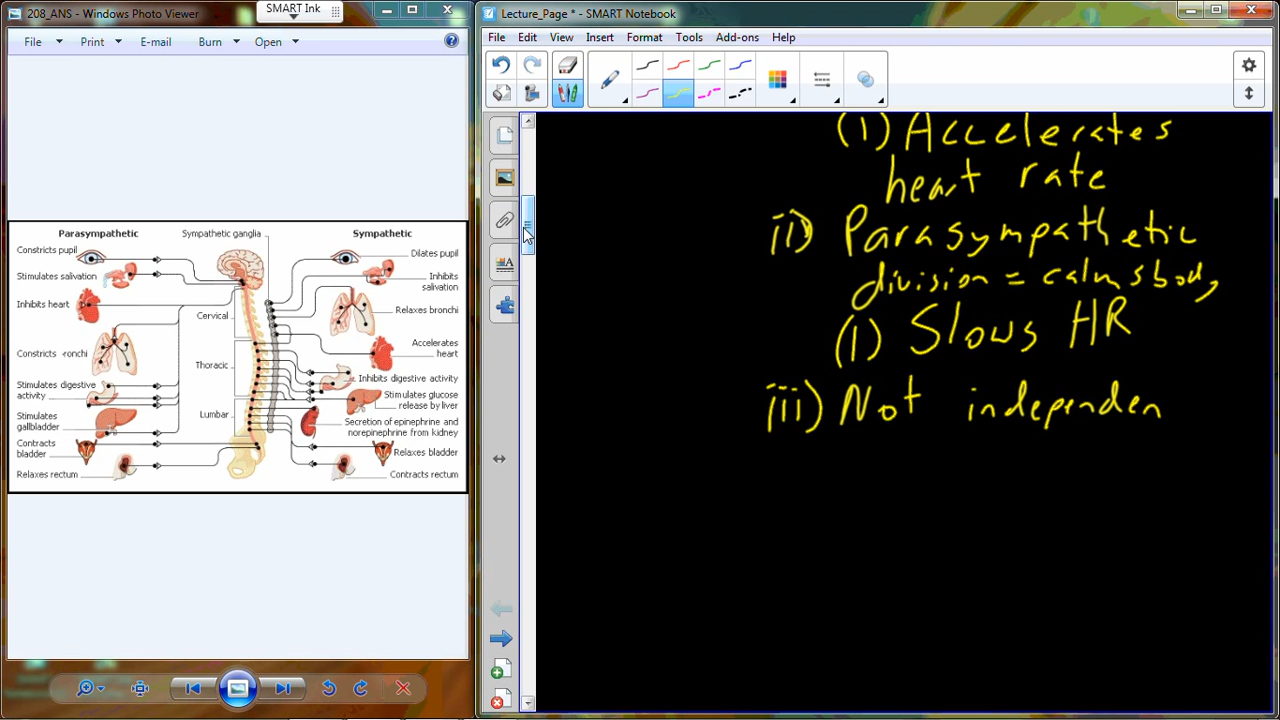 208_ANS - Windows Photo Viewer
SMART Ink
File Print E-mail Burn Open
Parasympathetic
Sympathetic ganglia
Sympathetic
Constricts pupil
Stimulates salivation
Inhibits heart
Constricts ronchi
Stimulates digestive
activity
Stimulates
gallbladder
Contracts
bladder
Relaxes rectum
Cervical
Thoracic
Lumbar
Dilates pupil
Inhibits
salivation
Relaxes bronchi
Accelerates
heart
Inhibits digestive activity
Stimulates glucose
release by liver
Secretion of epinephrine and
norepinephrine from kidney
Relaxes bladder
Contracts rectum
Lecture_Page * - SMART Notebook
File Edit View Insert Format Tools Add-ons Help
(1) Accelerates
heart rate
ii) Parasympathetic
division = calms body
(1) Slows HR
iii) Not independen